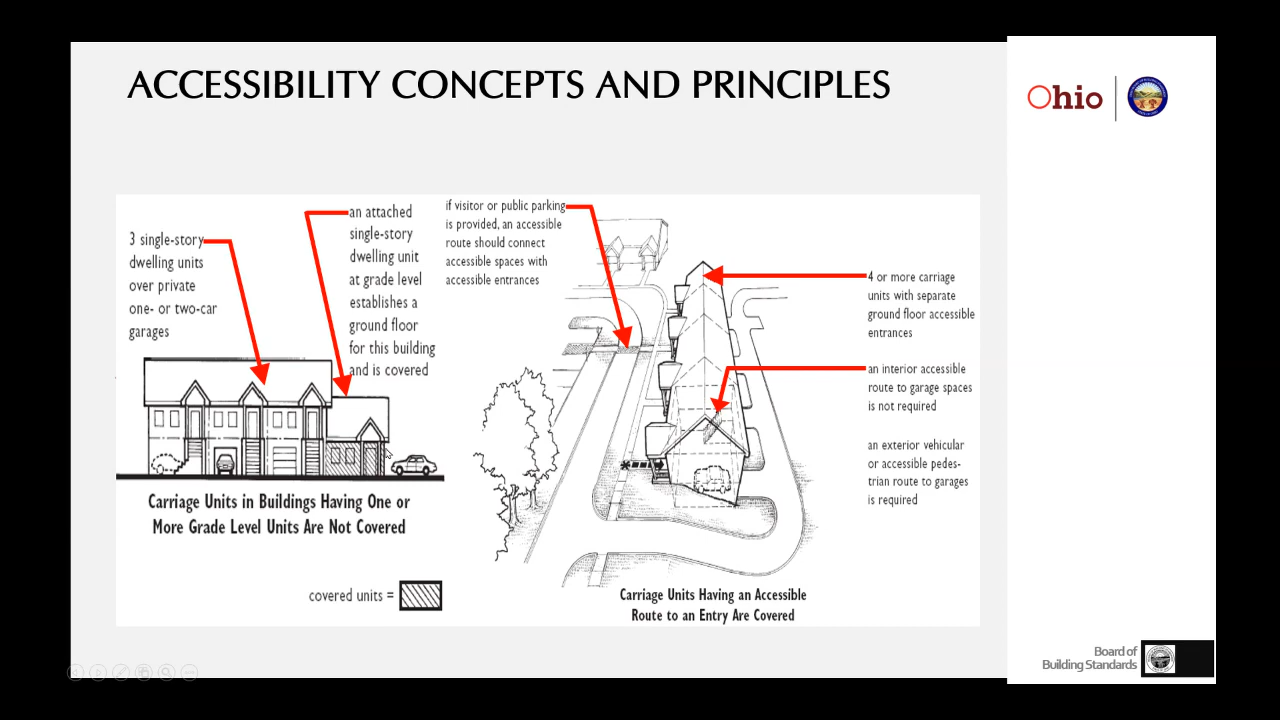 ACCESSIBILITY CONCEPTS AND PRINCIPLES
Ohio
3 single-story
dwelling units
over private
one- or two-car
garages
an attached
single-story
dwelling unit
at grade level
establishes a
ground floor
for this building
and is covered
Carriage Units in Buildings Having One or
More Grade Level Units Are Not Covered
covered units =
if visitor or public parking
is provided, an accessible
route should connect
accessible spaces with
accessible entrances
4 or more carriage
units with separate
ground floor accessible
entrances
an interior accessible
route to garage spaces
is not required
an exterior vehicular
or accessible pedes-
trian route to garages
is required
Carriage Units Having an Accessible
Route to an Entry Are Covered
Board of
Building Standards